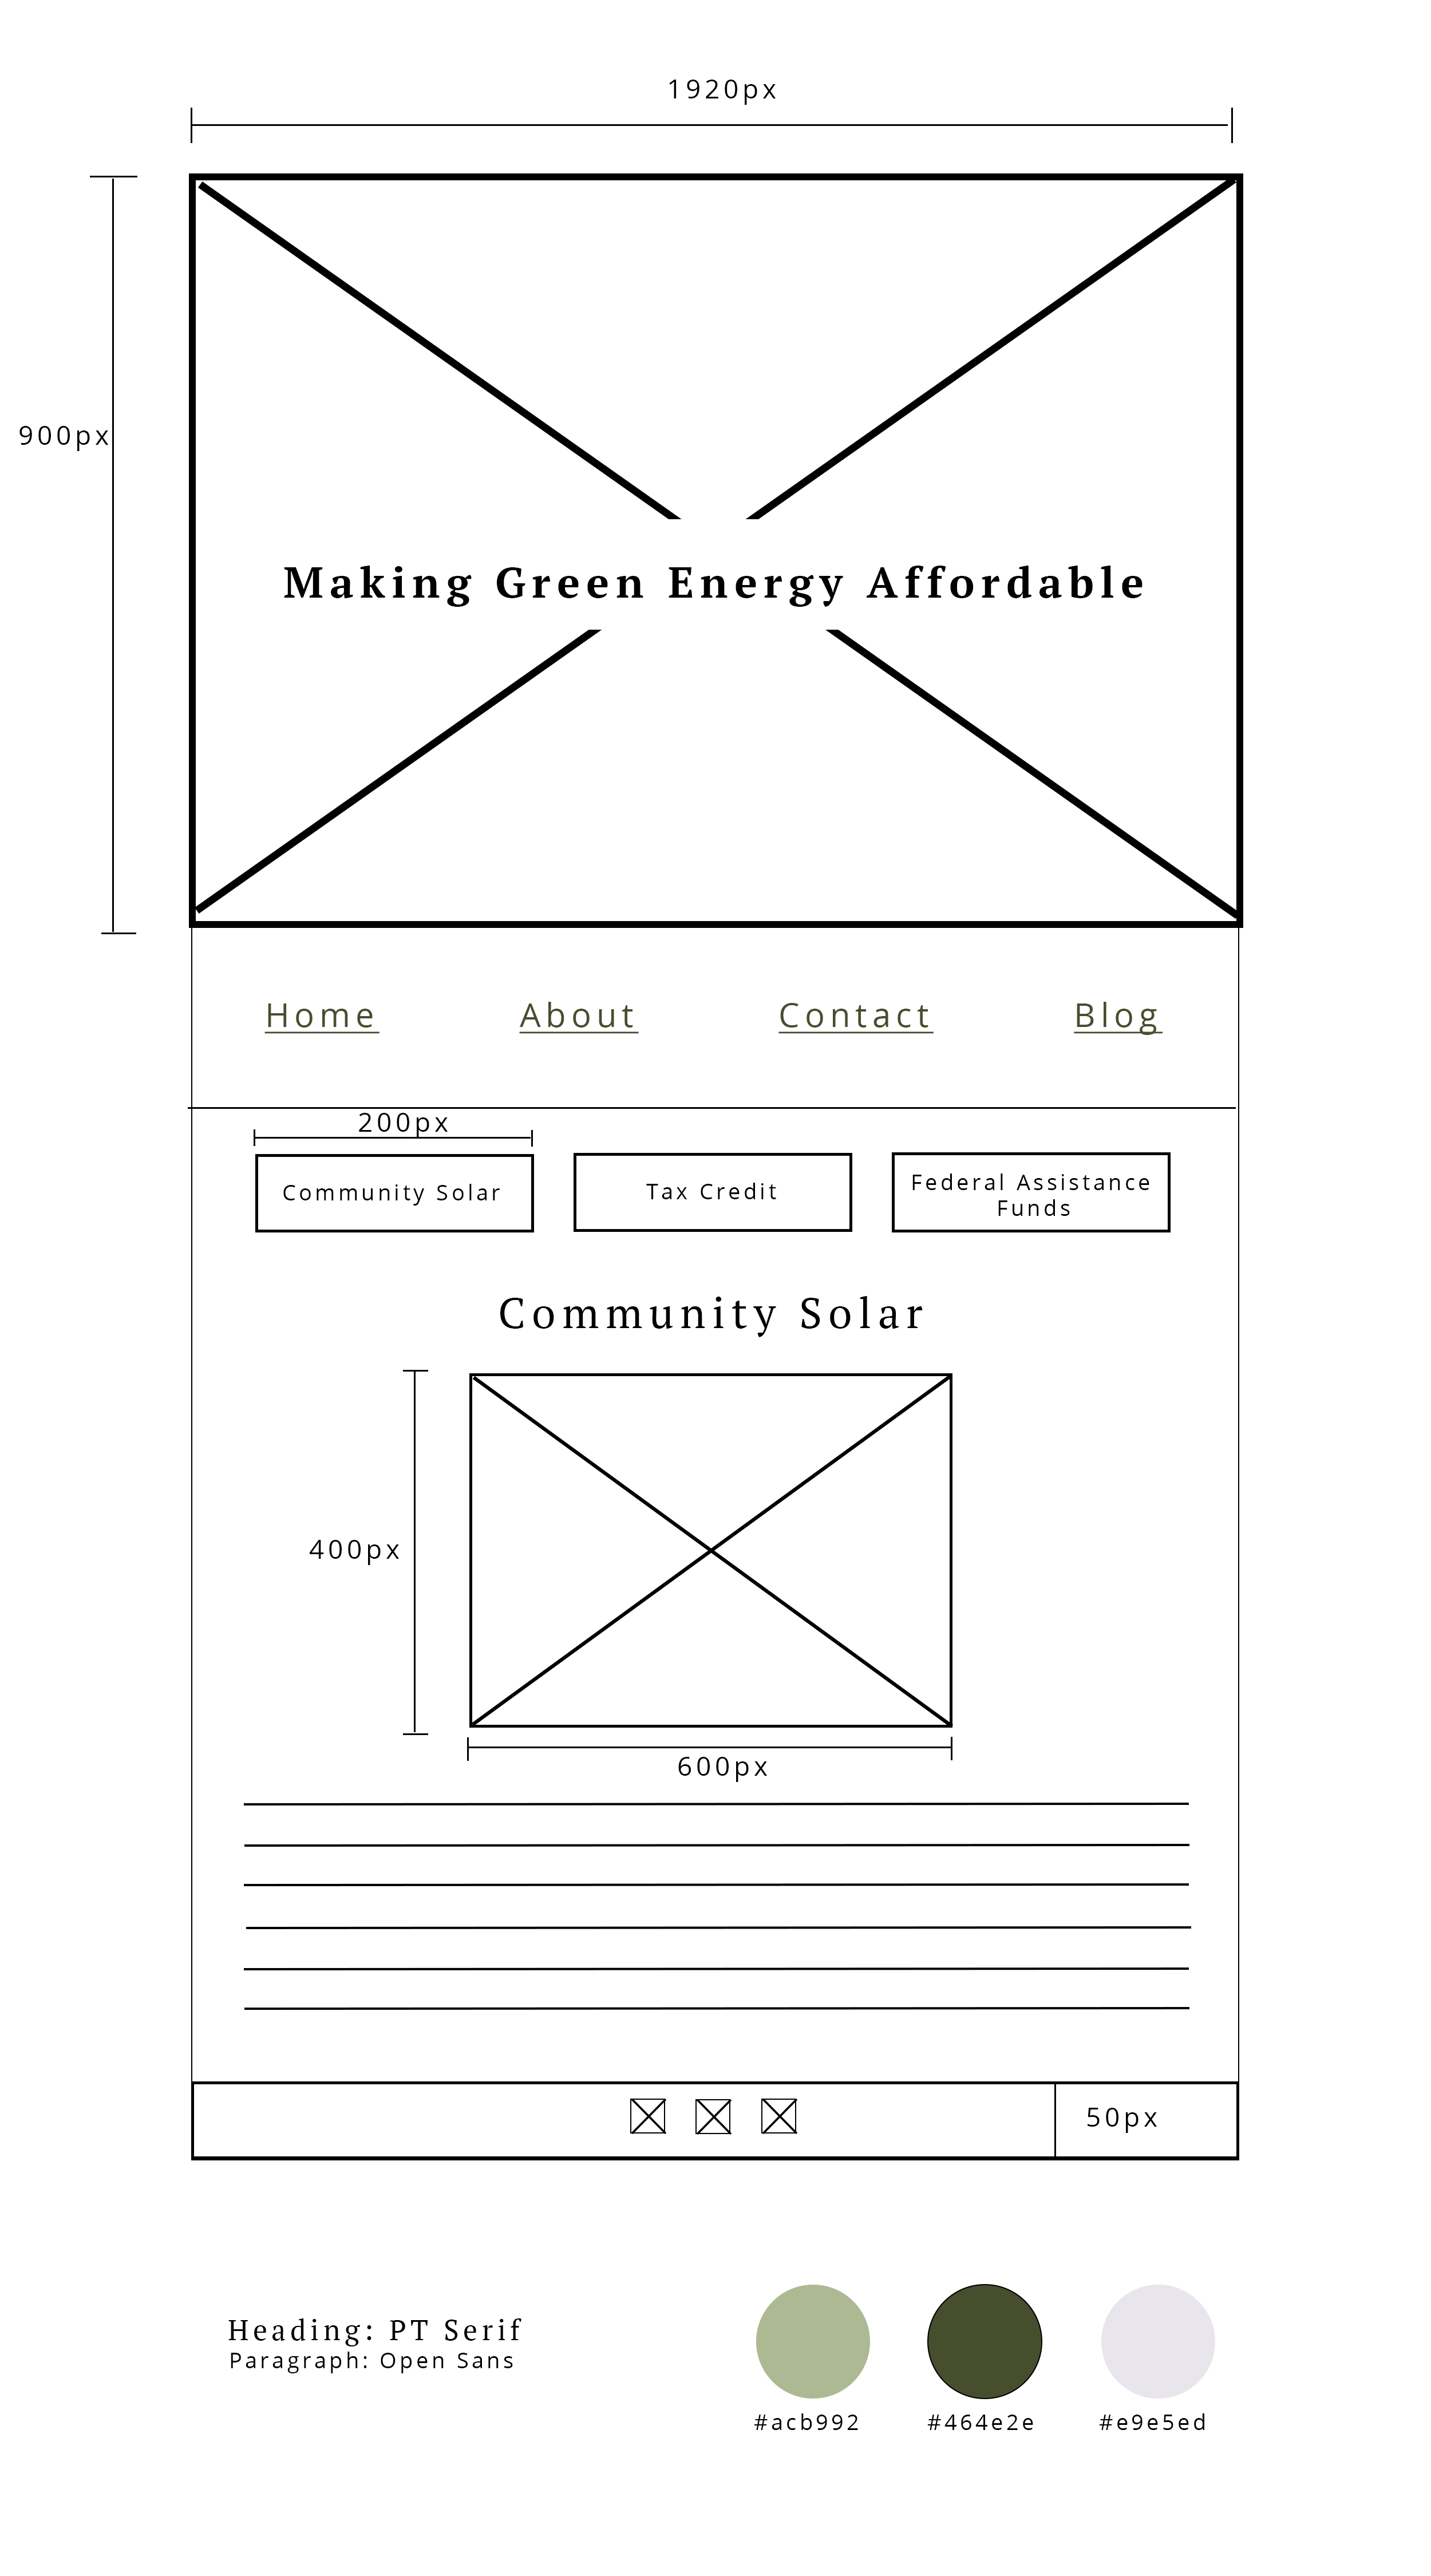 1920px
900px
Making Green Energy Affordable
Home About Contact Blog
200px
Community Solar
Tax Credit
Federal Assistance
Funds
Community Solar
400px
600px
50px
Heading: PT Serif
Paragraph: Open Sans
#acb992 #464e2e #e9e5ed